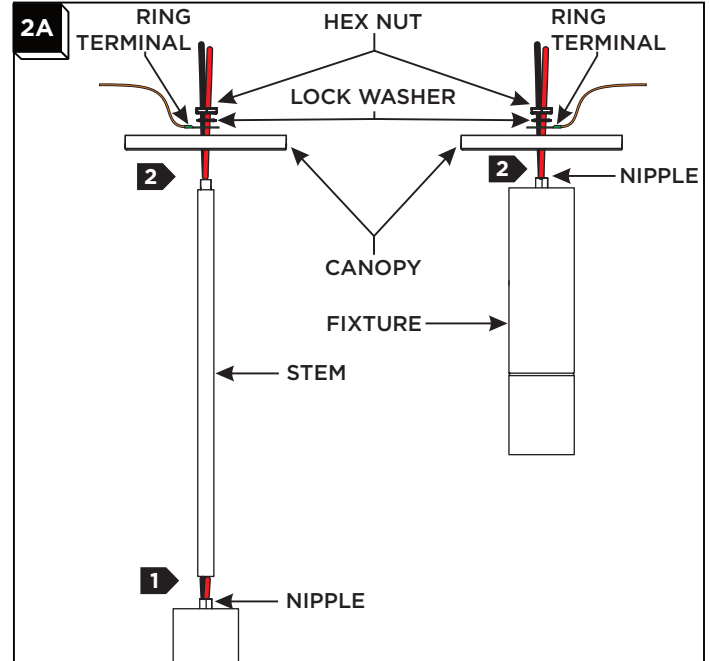 2A
RING
TERMINAL
HEX NUT
RING
TERMINAL
LOCK WASHER
2
2
NIPPLE
CANOPY
FIXTURE
STEM
1
NIPPLE